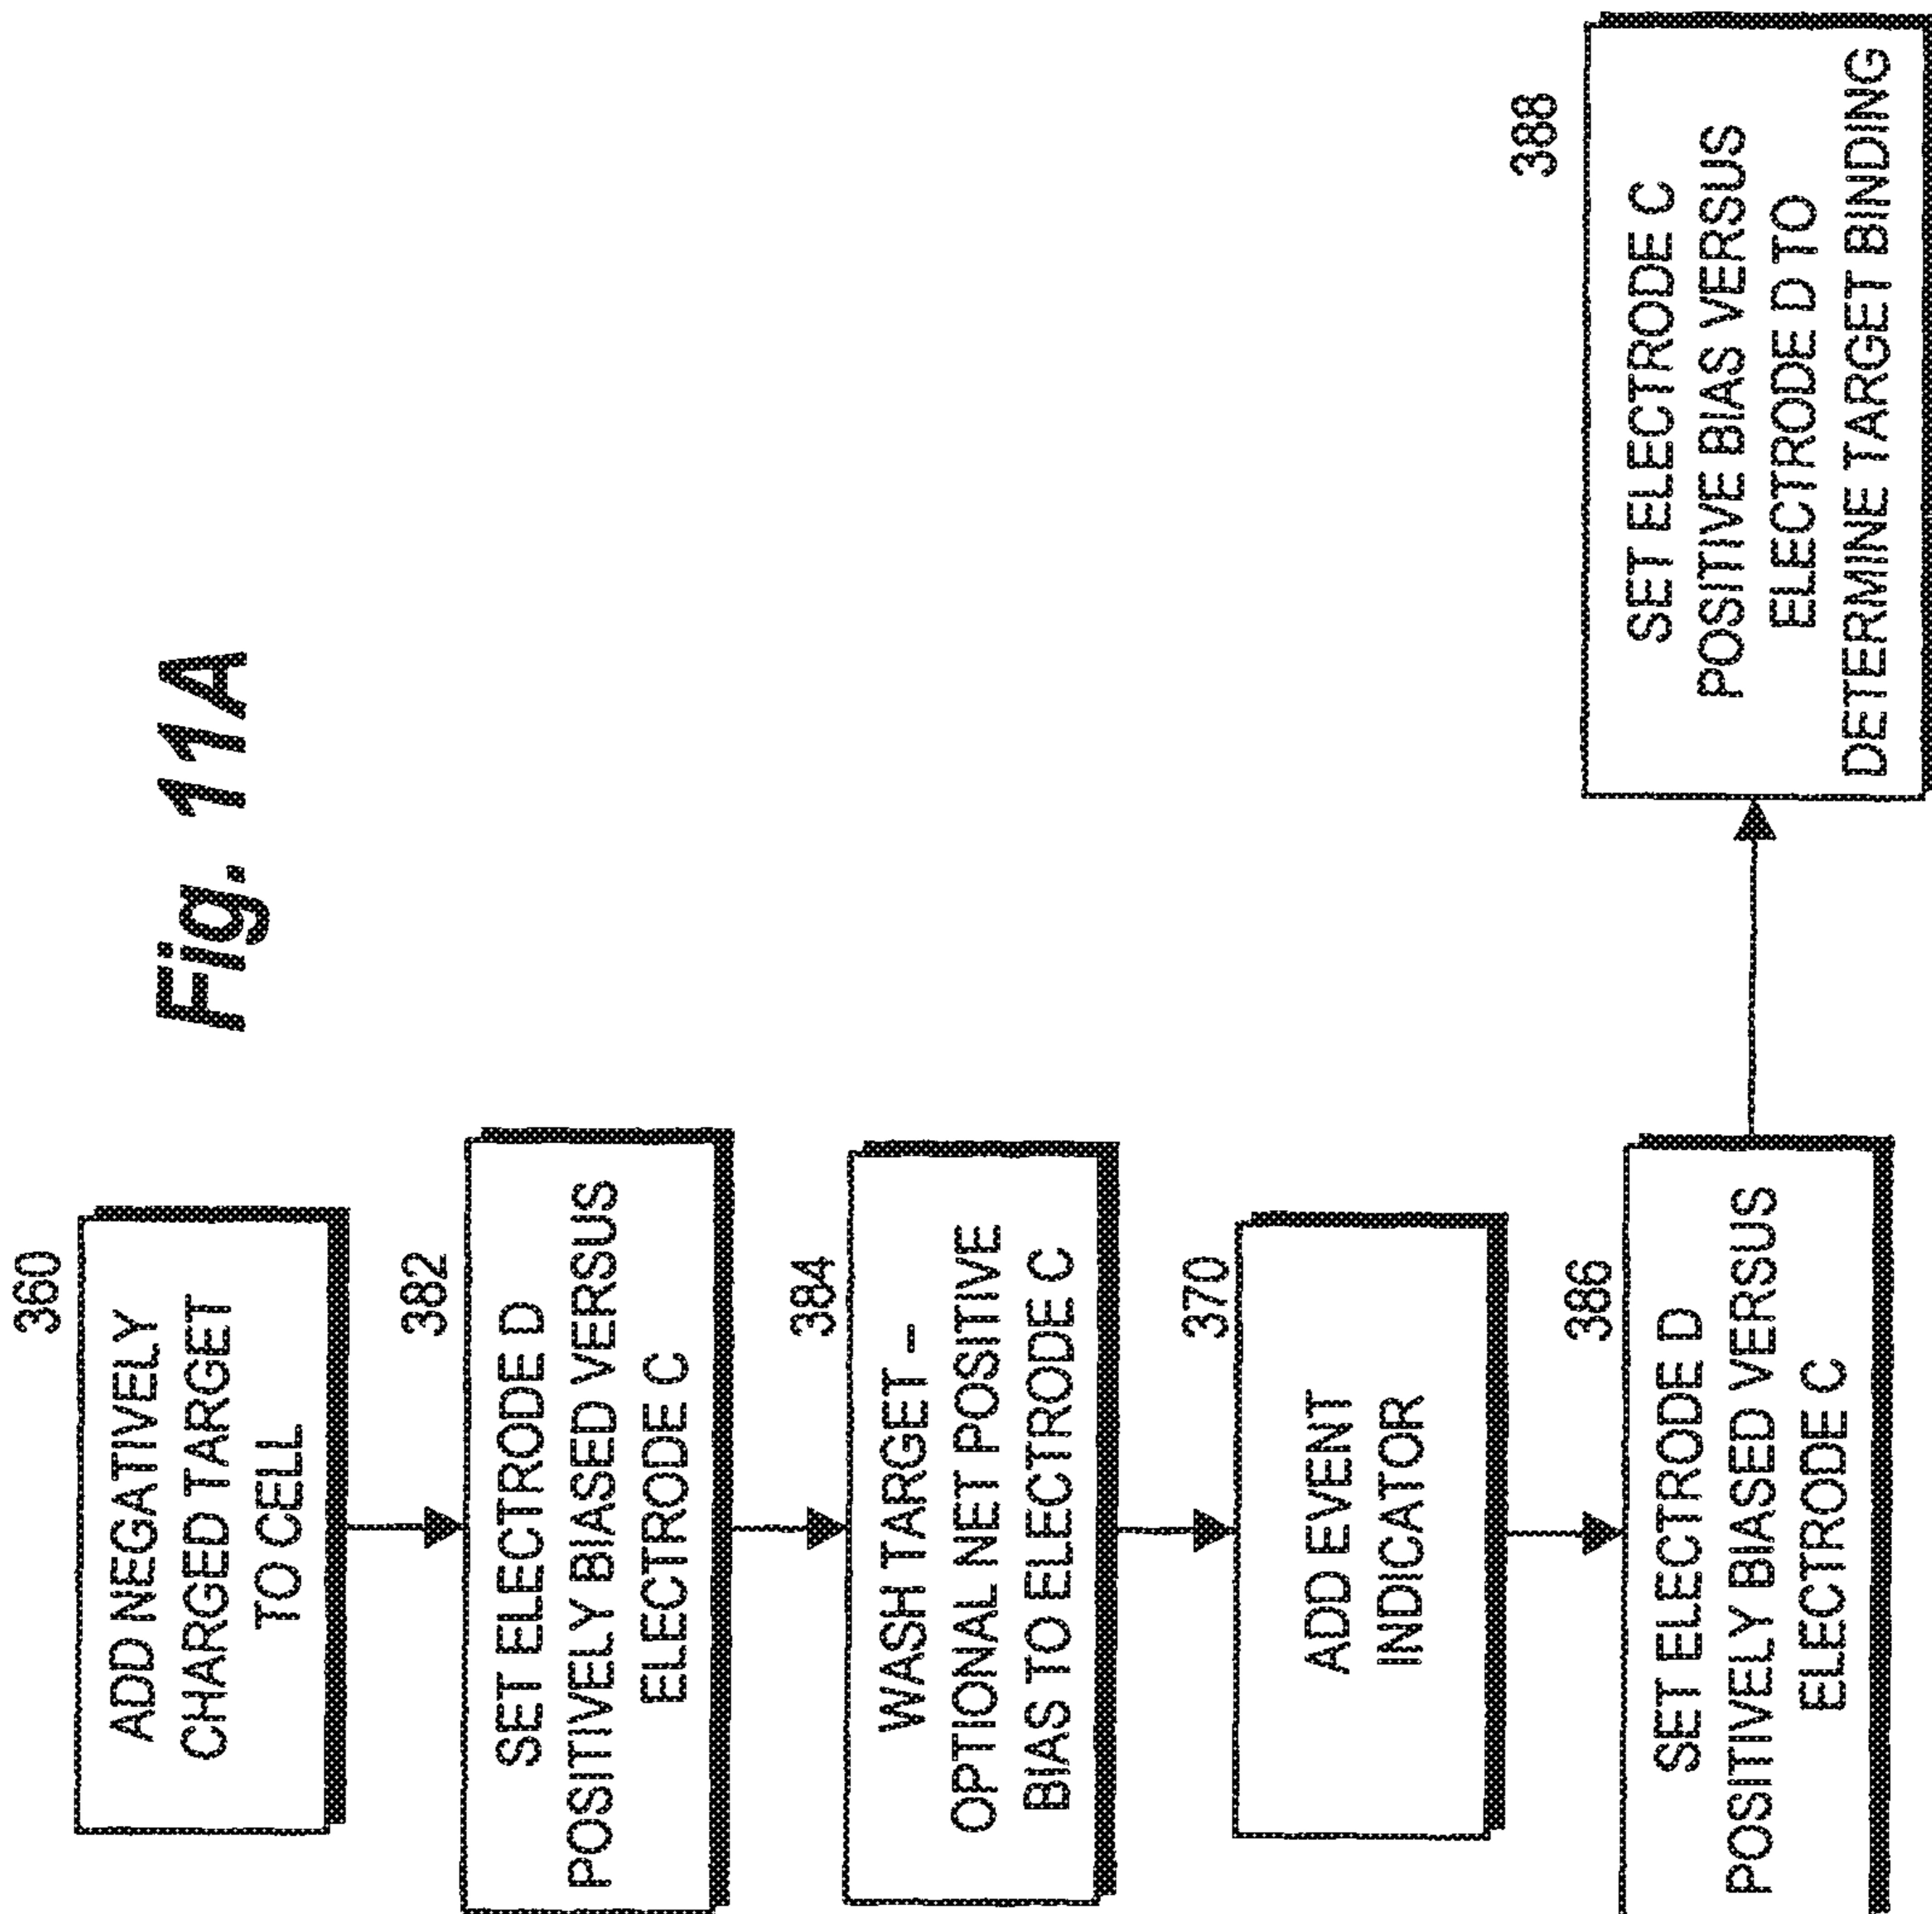 Fig. 11A
360
ADD NEGATIVELY
CHARGED TARGET
TO CELL
382
SET ELECTRODE D
POSITIVELY BIASED VERSUS
ELECTRODE C
384
WASH TARGET –
OPTIONAL NET POSITIVE
BIAS TO ELECTRODE C
370
ADD EVENT
INDICATOR
386
SET ELECTRODE D
POSITIVELY BIASED VERSUS
ELECTRODE C
388
SET ELECTRODE C
POSITIVE BIAS VERSUS
ELECTRODE D TO
DETERMINE TARGET BINDING